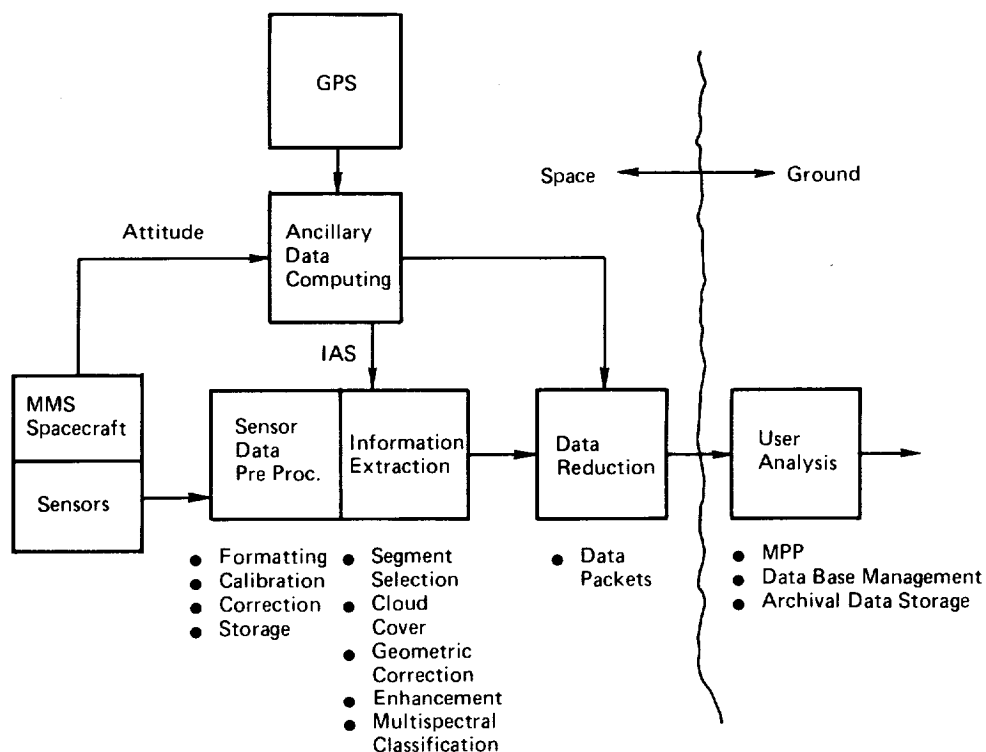 GPS
Space
Ground
Attitude
Ancillary
Data
Computing
IAS
MMS
Spacecraft
Sensors
Sensor
Data
Pre Proc.
Information
Extraction
Data
Reduction
User
Analysis
● Formatting
● Calibration
● Correction
● Storage
● Segment
Selection
● Cloud
Cover
● Geometric
Correction
● Enhancement
● Multispectral
Classification
● Data
Packets
● MPP
● Data Base Management
● Archival Data Storage